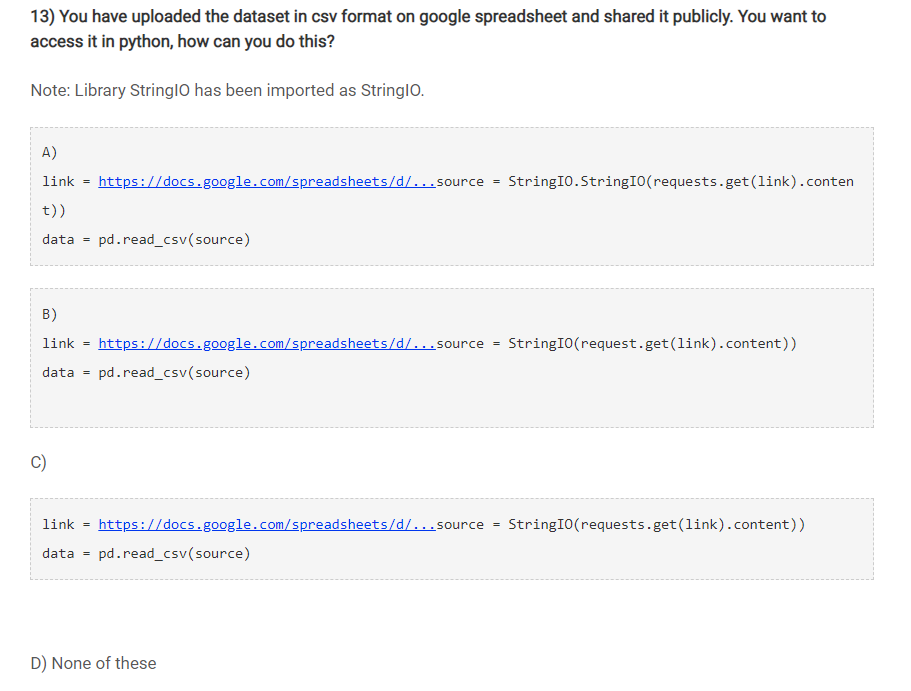 13) You have uploaded the dataset in csv format on google spreadsheet and shared it publicly. You want to
access it in python, how can you do this?
Note: Library StringIO has been imported as StringIO.
A)
link = https://docs.google.com/spreadsheets/d/...source = StringIO.StringIO(requests.get(link).conten
t))
data = pd.read_csv(source)
B)
link = https://docs.google.com/spreadsheets/d/...source = StringIO(request.get(link).content))
data = pd.read_csv(source)
C)
link = https://docs.google.com/spreadsheets/d/...source = StringIO(requests.get(link).content))
data = pd.read_csv(source)
D) None of these